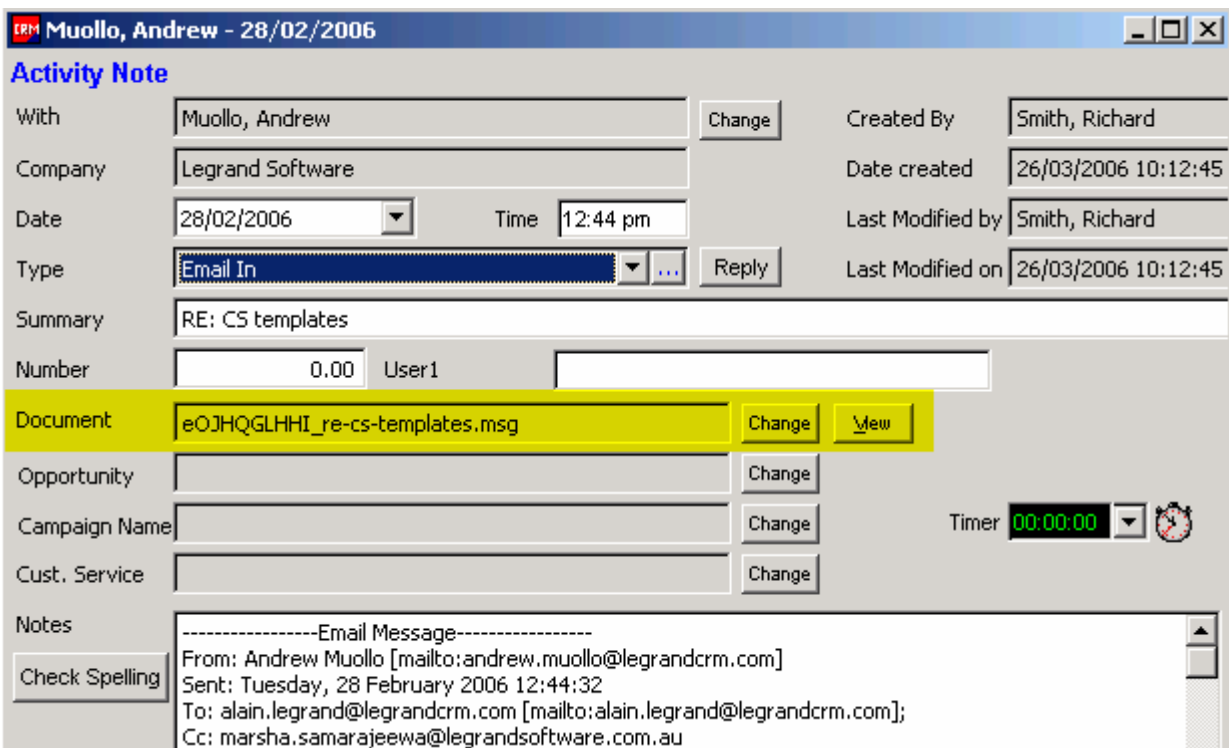 CRM Muollo, Andrew - 28/02/2006
Activity Note
With Muollo, Andrew Change Created By Smith, Richard
Company Legrand Software Date created 26/03/2006 10:12:45
Date 28/02/2006 Time 12:44 pm Last Modified by Smith, Richard
Type Email In ... Reply Last Modified on 26/03/2006 10:12:45
Summary RE: CS templates
Number 0.00 User1
Document eOJHQGLHHI_re-cs-templates.msg Change View
Opportunity Change
Campaign Name Change Timer 00:00:00
Cust. Service Change
Notes -----------------Email Message-----------------
From: Andrew Muollo [mailto:andrew.muollo@legrandcrm.com]
Check Spelling Sent: Tuesday, 28 February 2006 12:44:32
To: alain.legrand@legrandcrm.com [mailto:alain.legrand@legrandcrm.com];
Cc: marsha.samarajeewa@legrandsoftware.com.au